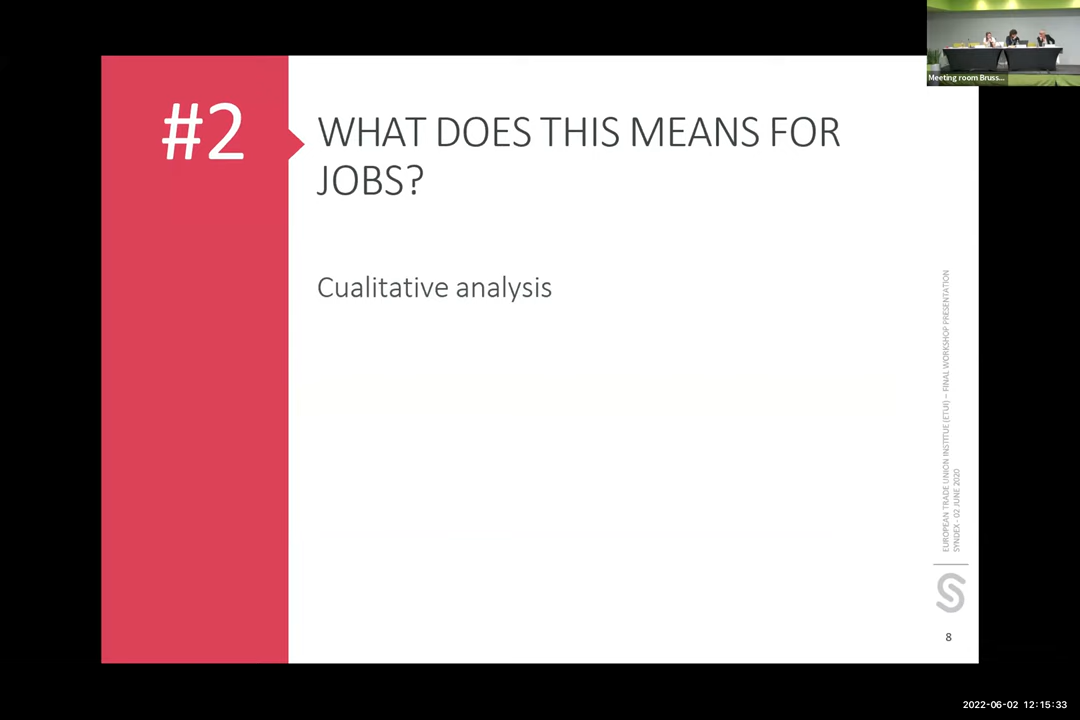 #2
WHAT DOES THIS MEANS FOR
JOBS?
Cualitative analysis
EUROPEAN TRADE UNION INSTITUE (ETUI) – FINAL WORKSHOP PRESENTATION
SYNDEX - 02 JUNE 2020
8
Meeting room Bruss...
2022-06-02 12:15:33